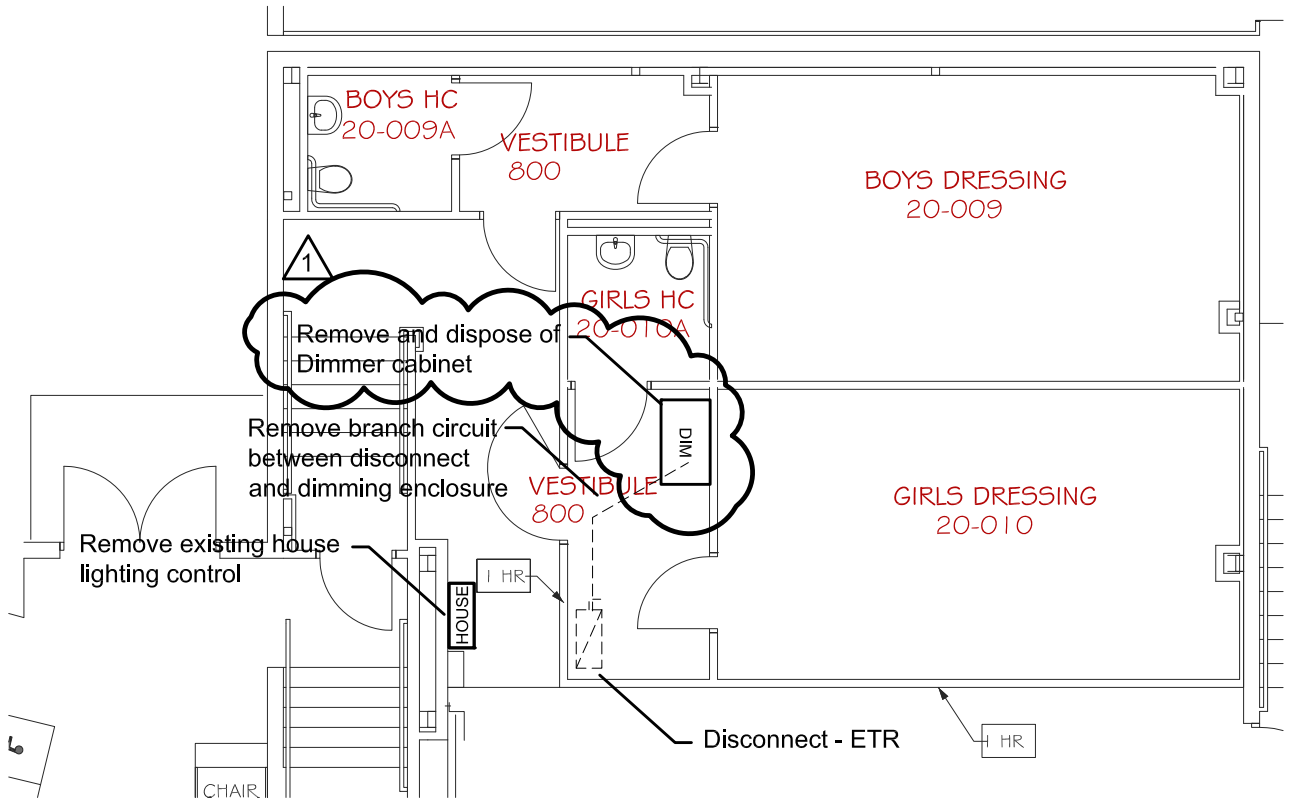 BOYS HC
20-009A
VESTIBULE
800
BOYS DRESSING
20-009
1
GIRLS HC
20-010A
Remove and dispose of
Dimmer cabinet
Remove branch circuit
between disconnect
and dimming enclosure
DIM
VESTIBULE
800
GIRLS DRESSING
20-010
Remove existing house
lighting control
1 HR
HOUSE
Disconnect - ETR
1 HR
CHAIR